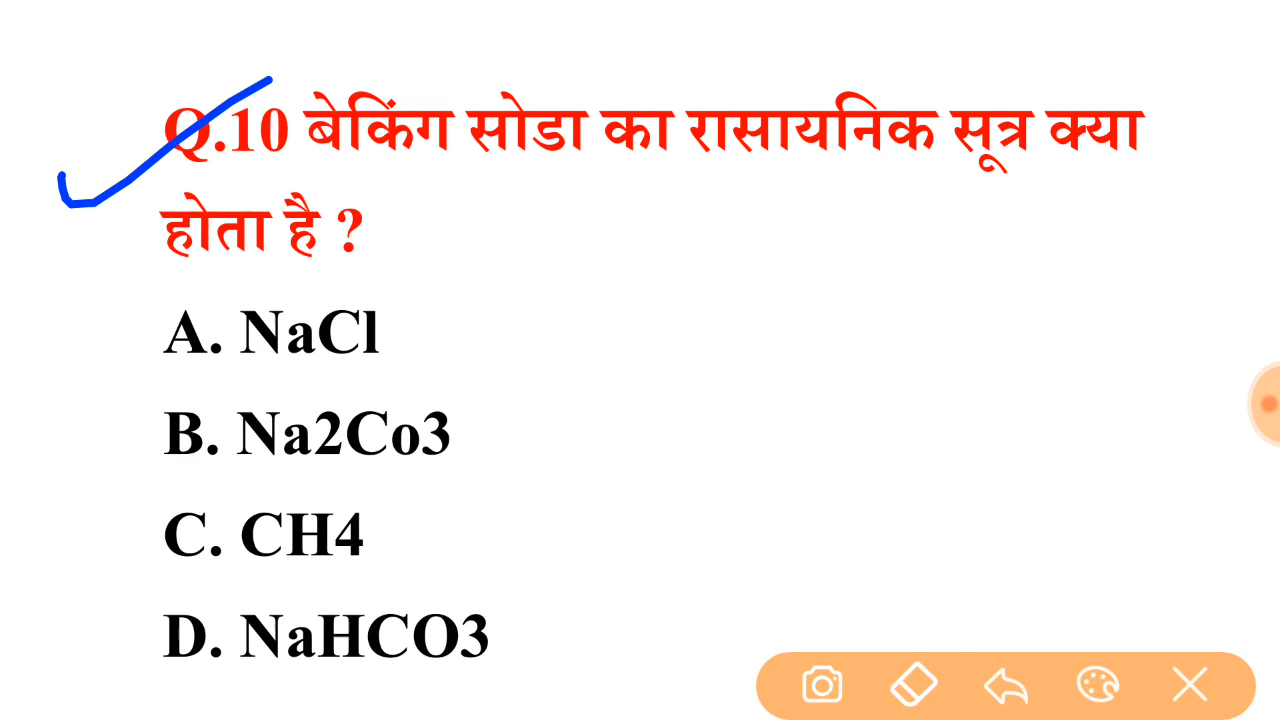 Q.10 बेकिंग सोडा का रासायनिक सूत्र क्या
होता है ?
A. NaCl
B. Na2Co3
C. CH4
D. NaHCO3